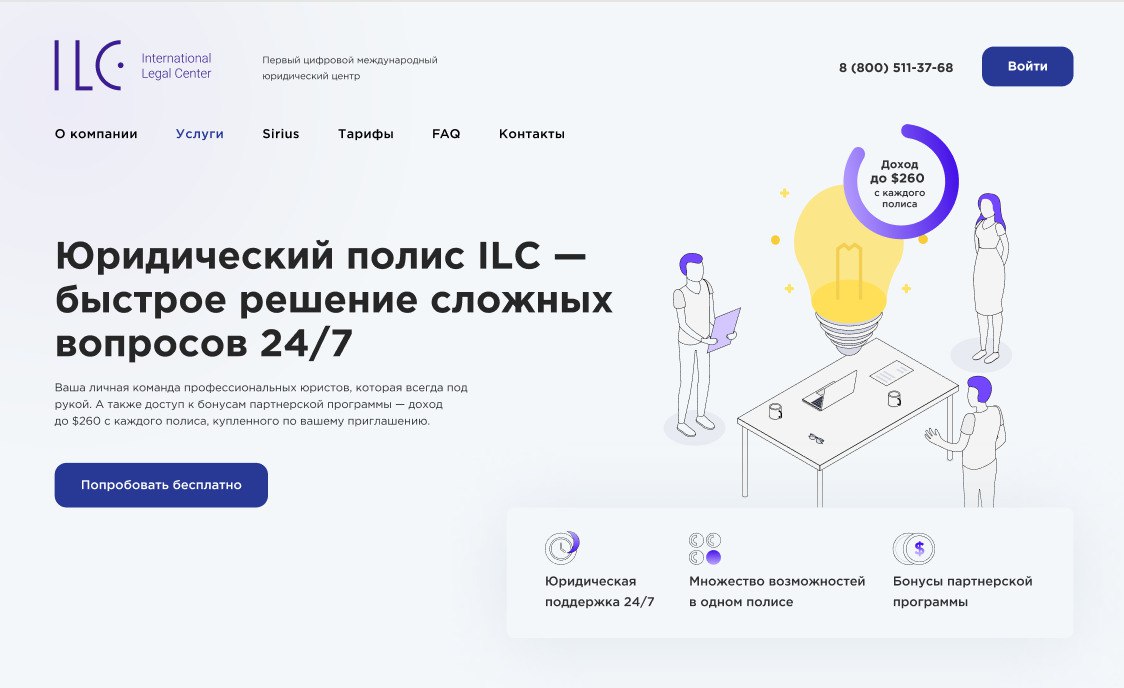 ILC
International
Legal Center
Первый цифровой международный
юридический центр
8 (800) 511-37-68
Войти
О компании
Услуги
Sirius
Тарифы
FAQ
Контакты
Доход
до $260
с каждого
полиса
Юридический полис ILC —
быстрое решение сложных
вопросов 24/7
Ваша личная команда профессиональных юристов, которая всегда под
рукой. А также доступ к бонусам партнерской программы — доход
до $260 с каждого полиса, купленного по вашему приглашению.
Попробовать бесплатно
$
Юридическая
поддержка 24/7
Множество возможностей
в одном полисе
Бонусы партнерской
программы